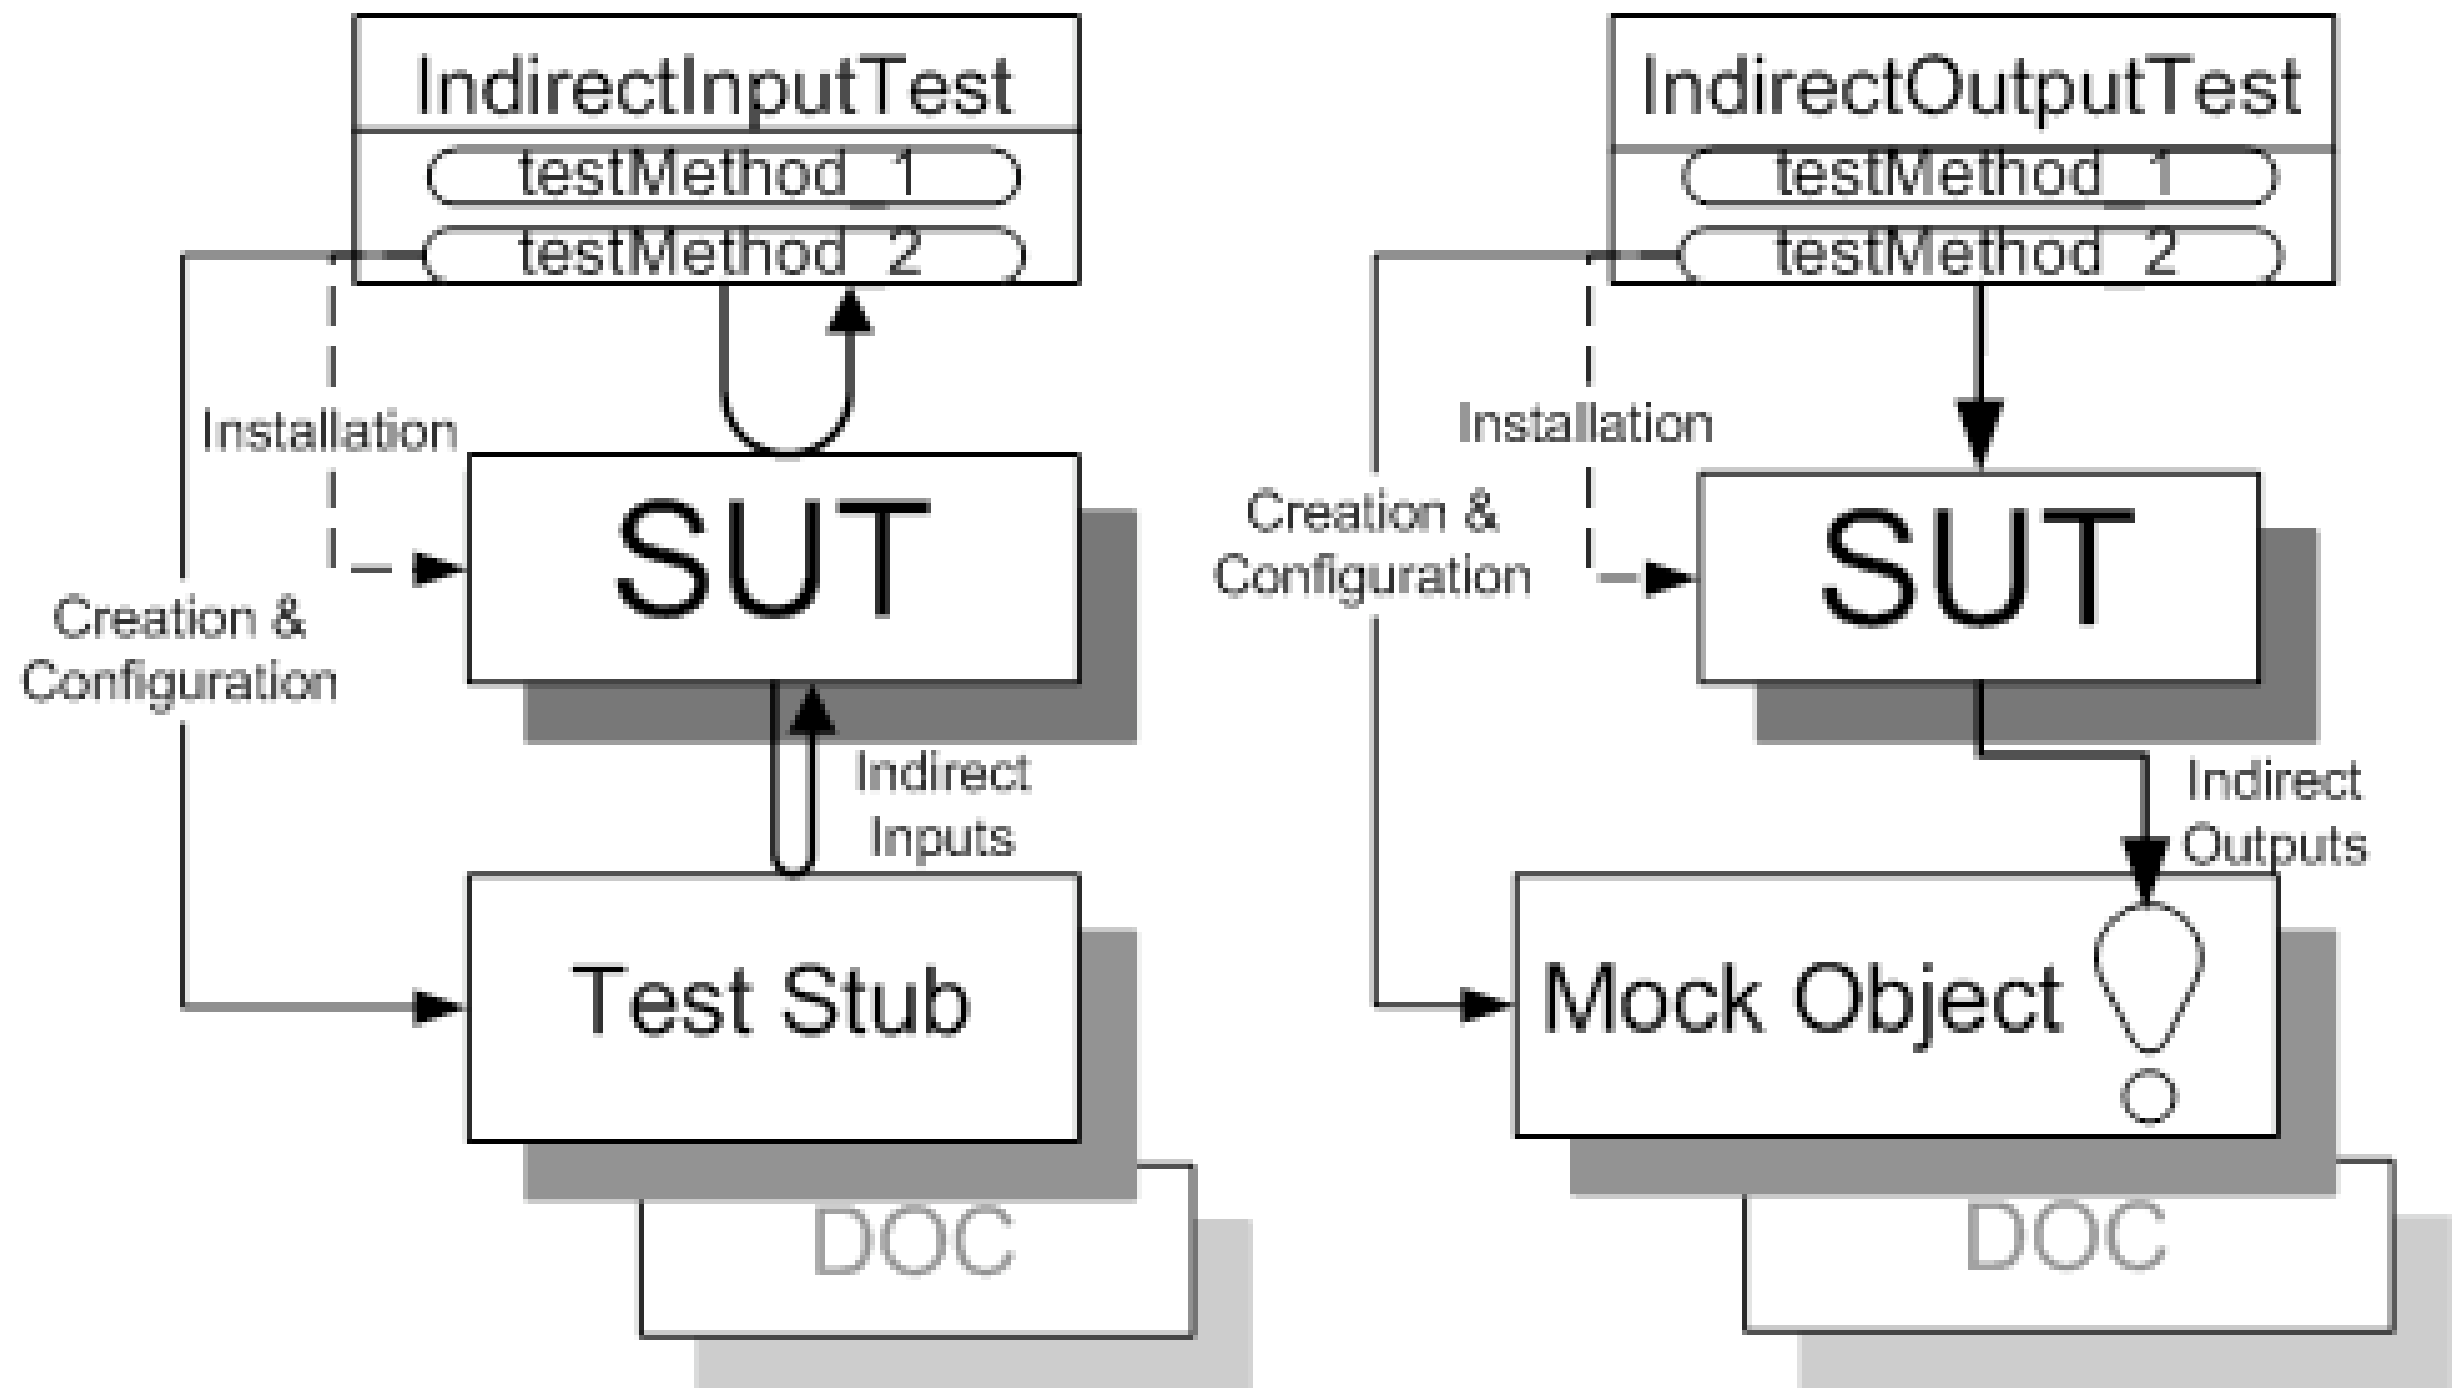 IndirectInputTest
testMethod_1
testMethod_2
Installation
SUT
Creation &
Configuration
Indirect
Inputs
Test Stub
DOC
IndirectOutputTest
testMethod_1
testMethod_2
Installation
Creation &
Configuration
SUT
Indirect
Outputs
Mock Object
DOC